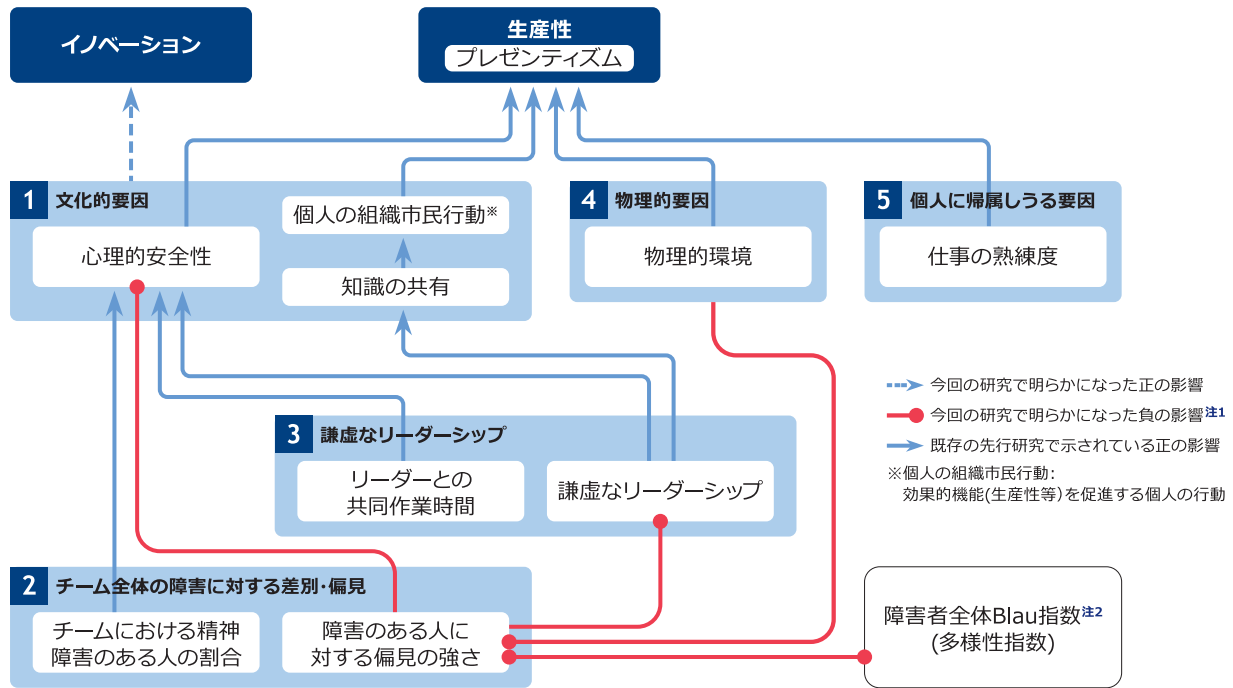 イノベーション
生産性
プレゼンティズム
1 文化的要因
心理的安全性
個人の組織市民行動※
知識の共有
4 物理的要因
物理的環境
5 個人に帰属しうる要因
仕事の熟練度
今回の研究で明らかになった正の影響
今回の研究で明らかになった負の影響注1
既存の先行研究で示されている正の影響
※個人の組織市民行動：
効果的機能(生産性等）を促進する個人の行動
3 謙虚なリーダーシップ
リーダーとの
共同作業時間
謙虚なリーダーシップ
2 チーム全体の障害に対する差別・偏見
チームにおける精神
障害のある人の割合
障害のある人に
対する偏見の強さ
障害者全体Blau指数注2
(多様性指数)